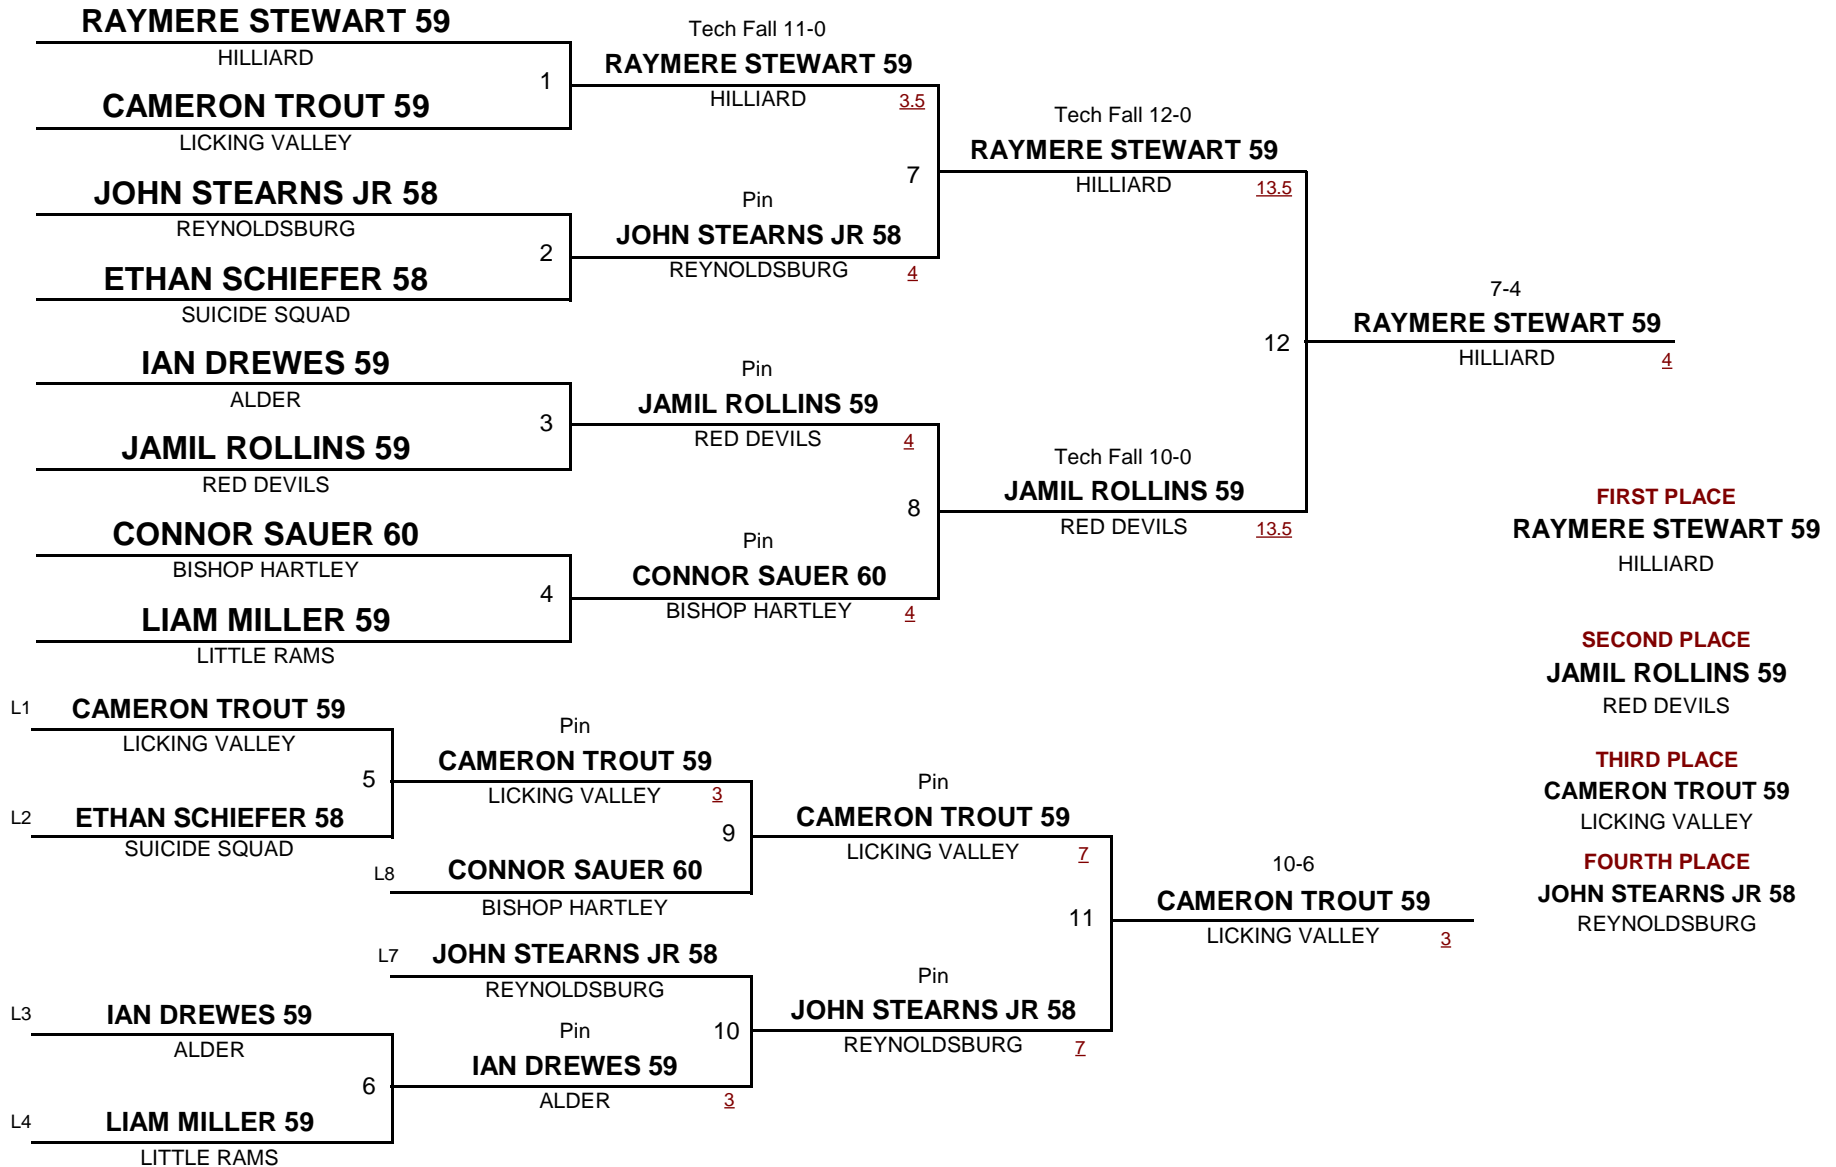 RAYMERE STEWART 59
HILLIARD
1
CAMERON TROUT 59
LICKING VALLEY
JOHN STEARNS JR 58
REYNOLDSBURG
2
ETHAN SCHIEFER 58
SUICIDE SQUAD
IAN DREWES 59
ALDER
3
JAMIL ROLLINS 59
RED DEVILS
CONNOR SAUER 60
BISHOP HARTLEY
4
LIAM MILLER 59
LITTLE RAMS
Tech Fall 11-0
RAYMERE STEWART 59
HILLIARD 3.5
7
Pin
JOHN STEARNS JR 58
REYNOLDSBURG 4
Pin
JAMIL ROLLINS 59
RED DEVILS 4
8
Pin
CONNOR SAUER 60
BISHOP HARTLEY 4
Tech Fall 12-0
RAYMERE STEWART 59
HILLIARD 13.5
12
Tech Fall 10-0
JAMIL ROLLINS 59
RED DEVILS 13.5
7-4
RAYMERE STEWART 59
HILLIARD 4
FIRST PLACE
RAYMERE STEWART 59
HILLIARD
SECOND PLACE
JAMIL ROLLINS 59
RED DEVILS
THIRD PLACE
CAMERON TROUT 59
LICKING VALLEY
FOURTH PLACE
JOHN STEARNS JR 58
REYNOLDSBURG
L1 CAMERON TROUT 59
LICKING VALLEY
5
L2 ETHAN SCHIEFER 58
SUICIDE SQUAD
L3 IAN DREWES 59
ALDER
6
L4 LIAM MILLER 59
LITTLE RAMS
Pin
CAMERON TROUT 59
LICKING VALLEY 3
9
L8 CONNOR SAUER 60
BISHOP HARTLEY
L7 JOHN STEARNS JR 58
REYNOLDSBURG
10
Pin
IAN DREWES 59
ALDER 3
Pin
CAMERON TROUT 59
LICKING VALLEY 7
11
Pin
JOHN STEARNS JR 58
REYNOLDSBURG 7
10-6
CAMERON TROUT 59
LICKING VALLEY 3